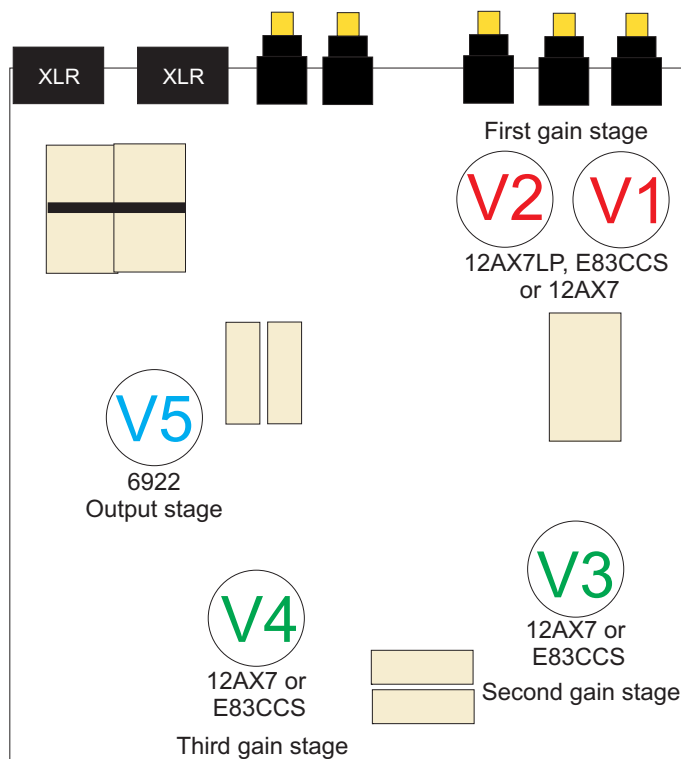 XLR
XLR
First gain stage
V2
V1
12AX7LP, E83CCS
or 12AX7
V5
6922
Output stage
V3
12AX7 or
E83CCS
Second gain stage
V4
12AX7 or
E83CCS
Third gain stage